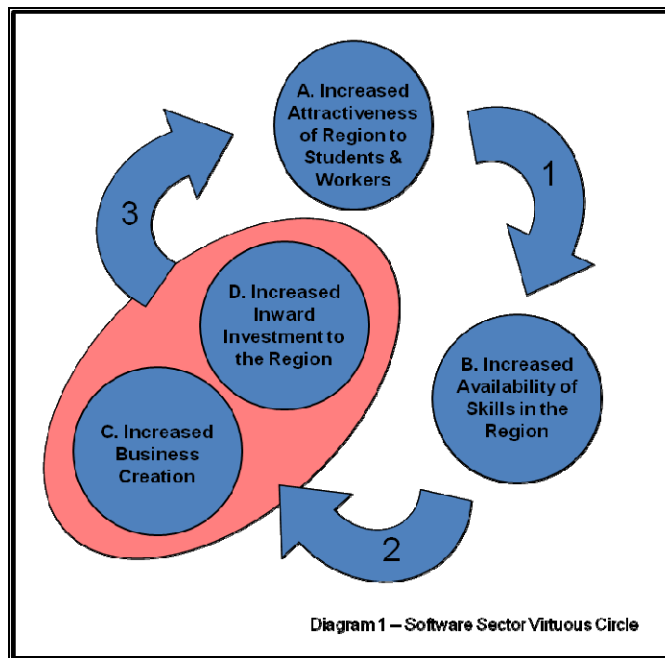 A. Increased
Attractiveness
of Region to
Students &
Workers
1
B. Increased
Availability of
Skills in the
Region
2
C. Increased
Business
Creation
D. Increased
Inward
Investment to
the Region
3
Diagram 1 – Software Sector Virtuous Circle